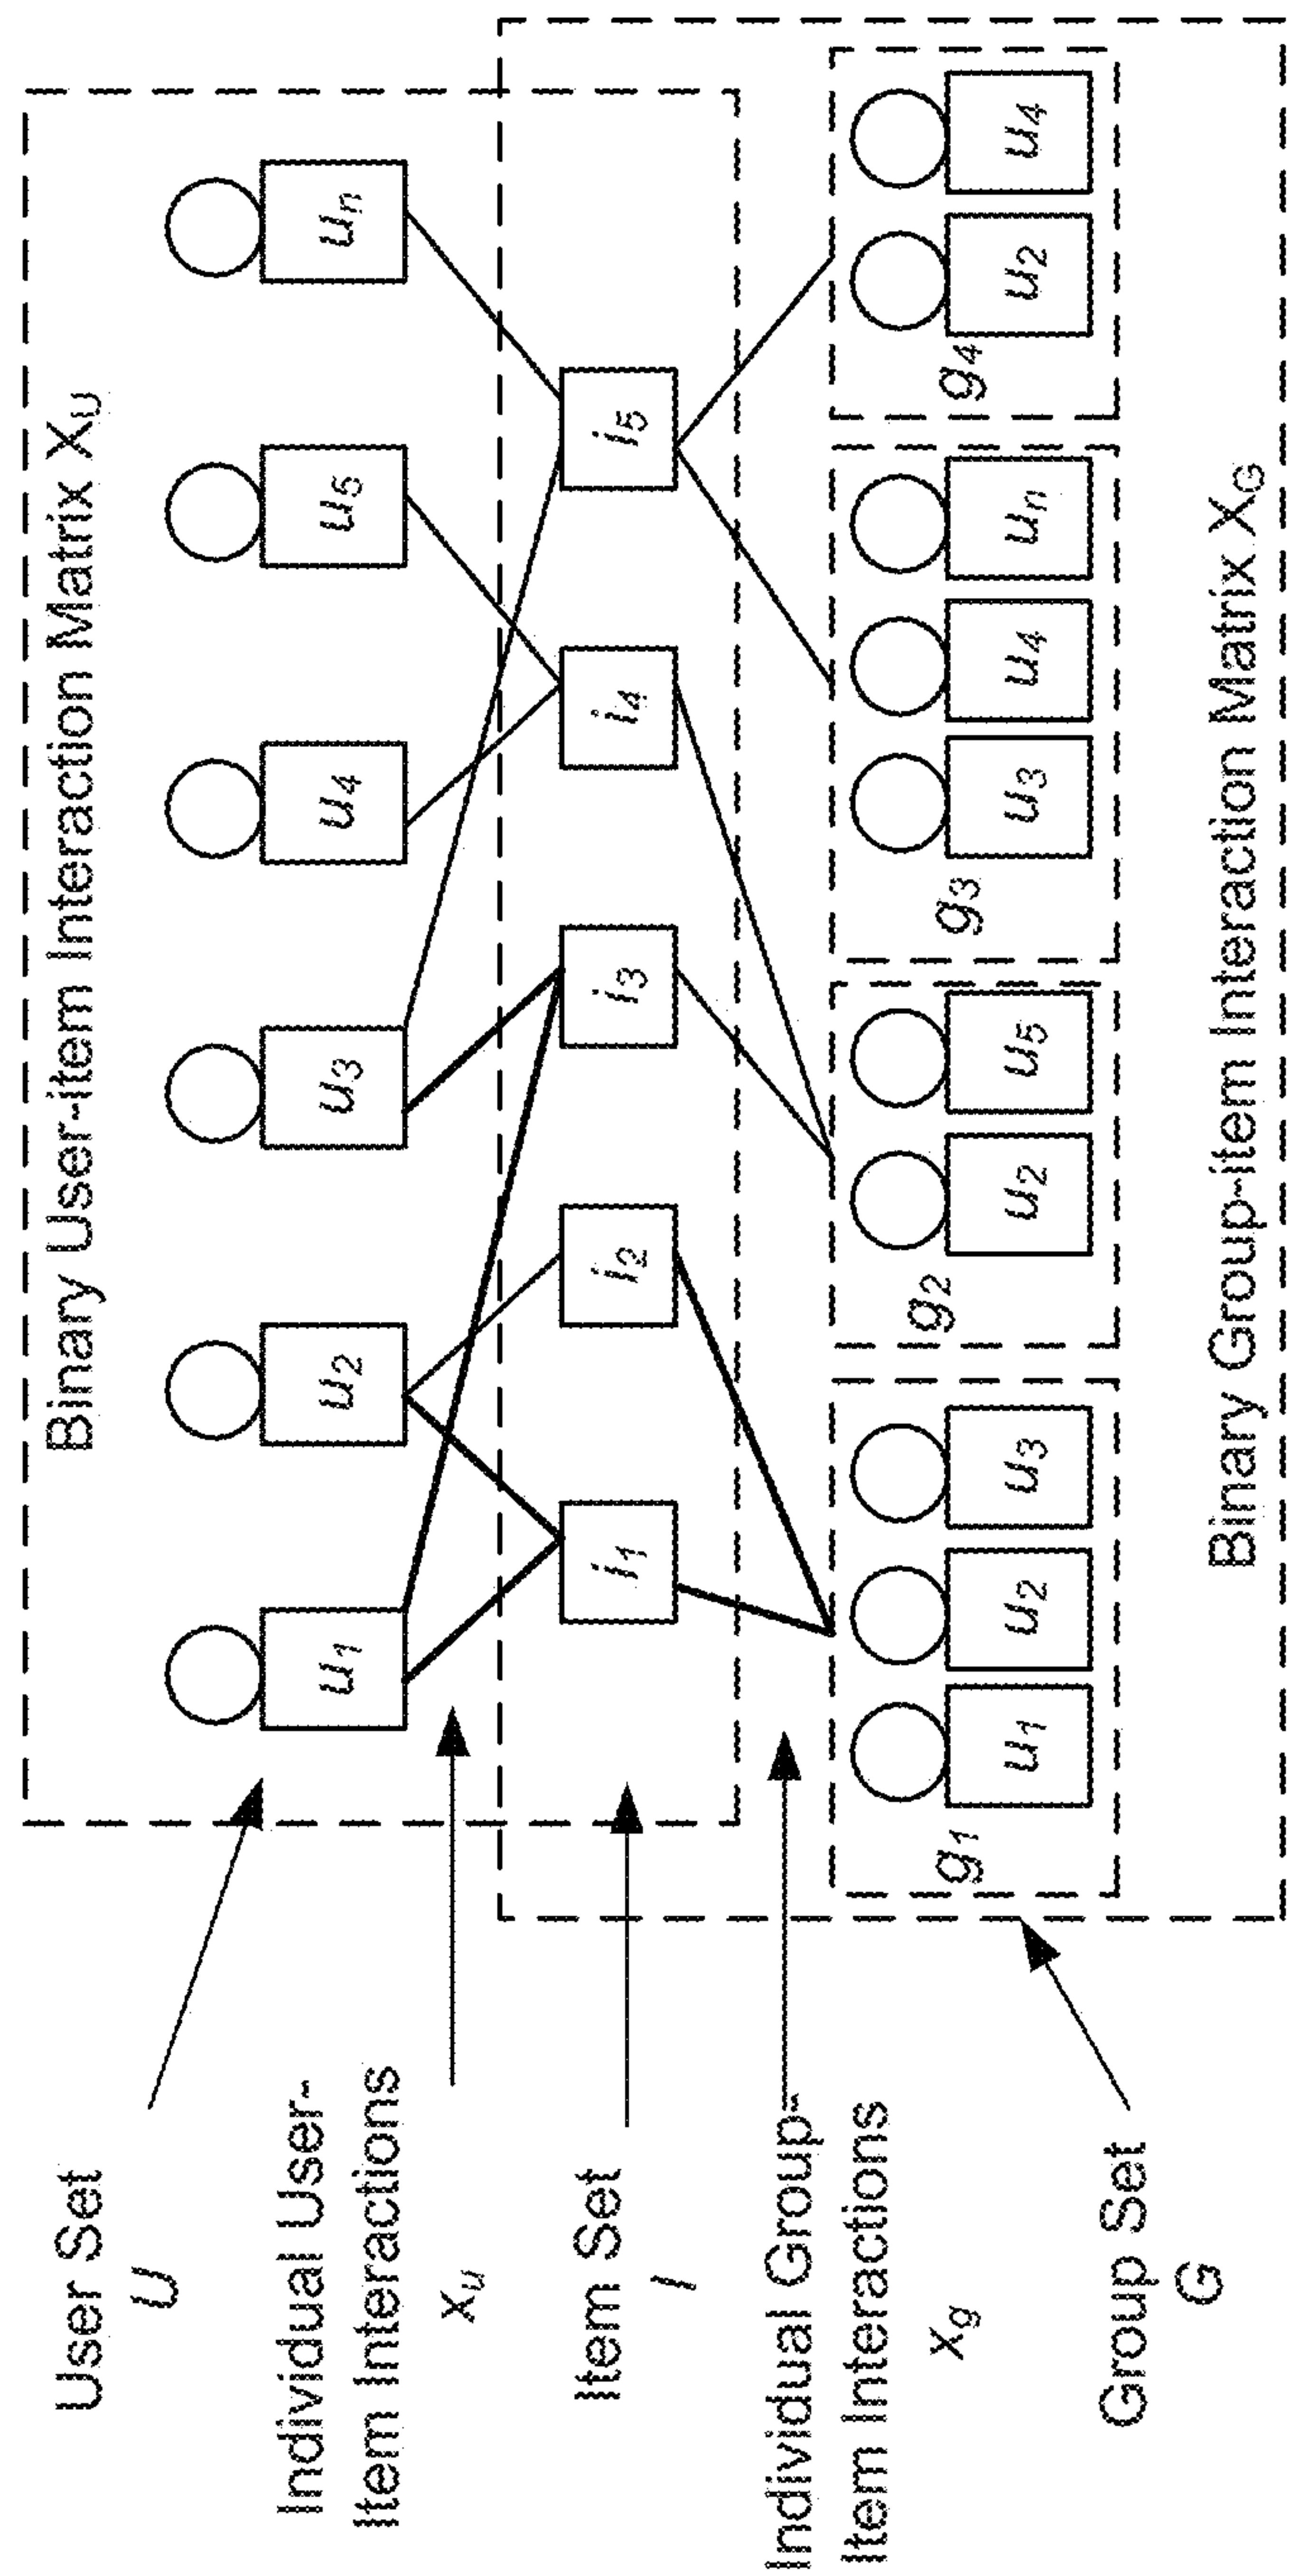 Binary User-item Interaction Matrix X_U
User Set
U
u_1
u_2
u_3
u_4
u_5
u_n
Individual User-
Item Interactions
x_u
Item Set
I
i_1
i_2
i_3
i_4
i_5
Individual Group-
Item Interactions
x_g
Group Set
G
g_1
u_1
u_2
u_3
g_2
u_2
u_5
g_3
u_3
u_4
u_n
g_4
u_2
u_4
Binary Group-item Interaction Matrix X_G